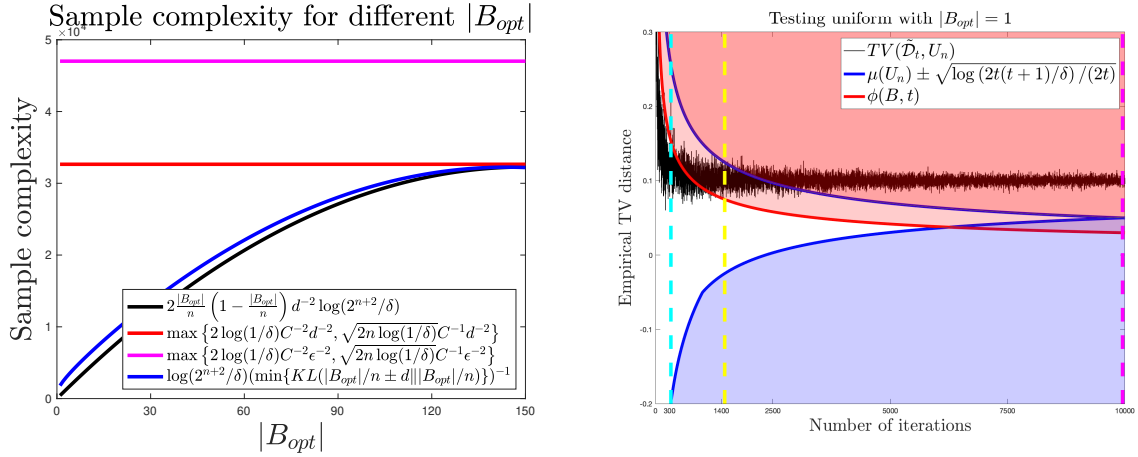 Sample complexity for different |B_opt|
×10^4
5
4
3
2
1
0
0 30 60 90 120 150
Sample complexity
|B_opt|
2 |B_opt|/n (1 − |B_opt|/n) d^−2 log(2^{n+2}/δ)
max {2 log(1/δ)C^−2 d^−2, √(2n log(1/δ))C^−1 d^−2}
max {2 log(1/δ)C^−2 ϵ^−2, √(2n log(1/δ))C^−1 ϵ^−2}
log(2^{n+2}/δ)(min{KL(|B_opt|/n ± d|||B_opt|/n)})^−1
Testing uniform with |B_opt| = 1
TV(D̃_t, U_n)
μ(U_n) ± √(log (2t(t + 1)/δ) /(2t))
ϕ(B, t)
0.3
0.2
0.1
0
-0.1
-0.2
0 300 1400 2500 5000 7500 10000
Empirical TV distance
Number of iterations